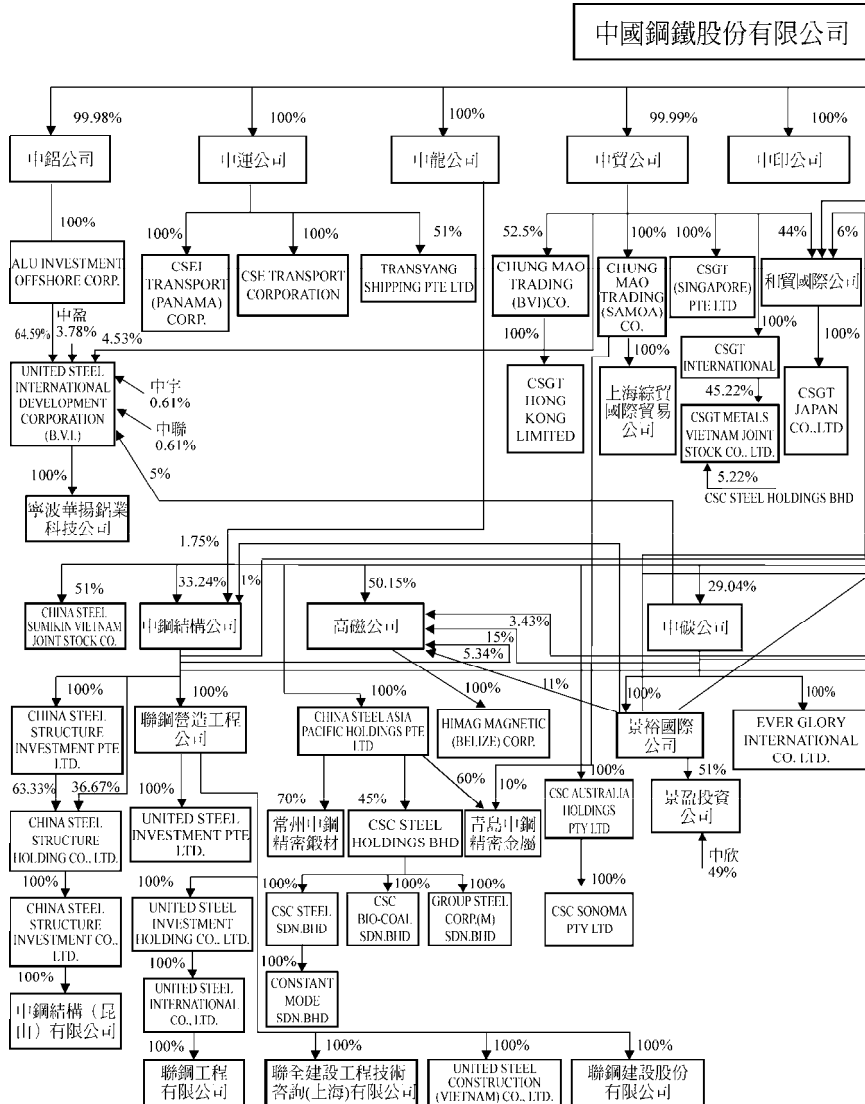 中國鋼鐵股份有限公司
99.98%
100%
100%
99.99%
100%
中鋁公司
中運公司
中龍公司
中貿公司
中印公司
100%
100%
100%
51%
52.5%
100%
100%
44%
6%
ALU INVESTMENT
OFFSHORE CORP.
CSEI
TRANSPORT
(PANAMA)
CORP.
CSE TRANSPORT
CORPORATION
TRANSYANG
SHIPPING PTE LTD
CHUNG MAO
TRADING
(BVI)CO.
CHUNG
MAO
TRADING
(SAMOA)
CO.
CSGT
(SINGAPORE)
PTE LTD
利貿國際公司
64.59%
中盈
3.78%
4.53%
100%
100%
100%
100%
UNITED STEEL
INTERNATIONAL
DEVELOPMENT
CORPORATION
(B.V.I.)
中宇
0.61%
中聯
0.61%
CSGT
HONG
KONG
LIMITED
上海綜貿
國際貿易
公司
CSGT
INTERNATIONAL
CSGT
JAPAN
CO.,LTD
45.22%
CSGT METALS
VIETNAM JOINT
STOCK CO., LTD.
5.22%
CSC STEEL HOLDINGS BHD
100%
5%
寧波華揚鋁業
科技公司
1.75%
51%
33.24%
1%
50.15%
29.04%
CHINA STEEL
SUMIKIN VIETNAM
JOINT STOCK CO.
中鋼結構公司
高磁公司
中碳公司
3.43%
15%
5.34%
100%
100%
100%
100%
11%
100%
100%
CHINA STEEL
STRUCTURE
INVESTMENT PTE
LTD.
聯鋼營造工程
公司
CHINA STEEL ASIA
PACIFIC HOLDINGS PTE
LTD
HIMAG MAGNETIC
(BELIZE) CORP.
景裕國際
公司
EVER GLORY
INTERNATIONAL
CO. LTD.
63.33%
36.67%
100%
70%
45%
60%
10%
100%
51%
CHINA STEEL
STRUCTURE
HOLDING CO., LTD.
UNITED STEEL
INVESTMENT PTE
LTD.
常州中鋼
精密鍛材
CSC STEEL
HOLDINGS BHD
青島中鋼
精密金屬
CSC AUSTRALIA
HOLDINGS
PTY LTD
景盈投資
公司
中欣
49%
100%
100%
100%
100%
100%
100%
CHINA STEEL
STRUCTURE
INVESTMENT CO.,
LTD.
UNITED STEEL
INVESTMENT
HOLDING CO., LTD.
CSC STEEL
SDN.BHD
CSC
BIO-COAL
SDN.BHD
GROUP STEEL
CORP.(M)
SDN.BHD
CSC SONOMA
PTY LTD
100%
100%
100%
中鋼結構（昆
山）有限公司
UNITED STEEL
INTERNATIONAL
CO., LTD.
CONSTANT
MODE
SDN.BHD
100%
100%
100%
100%
聯鋼工程
有限公司
聯全建設工程技術
咨詢(上海)有限公司
UNITED STEEL
CONSTRUCTION
(VIETNAM) CO., LTD.
聯鋼建設股份
有限公司